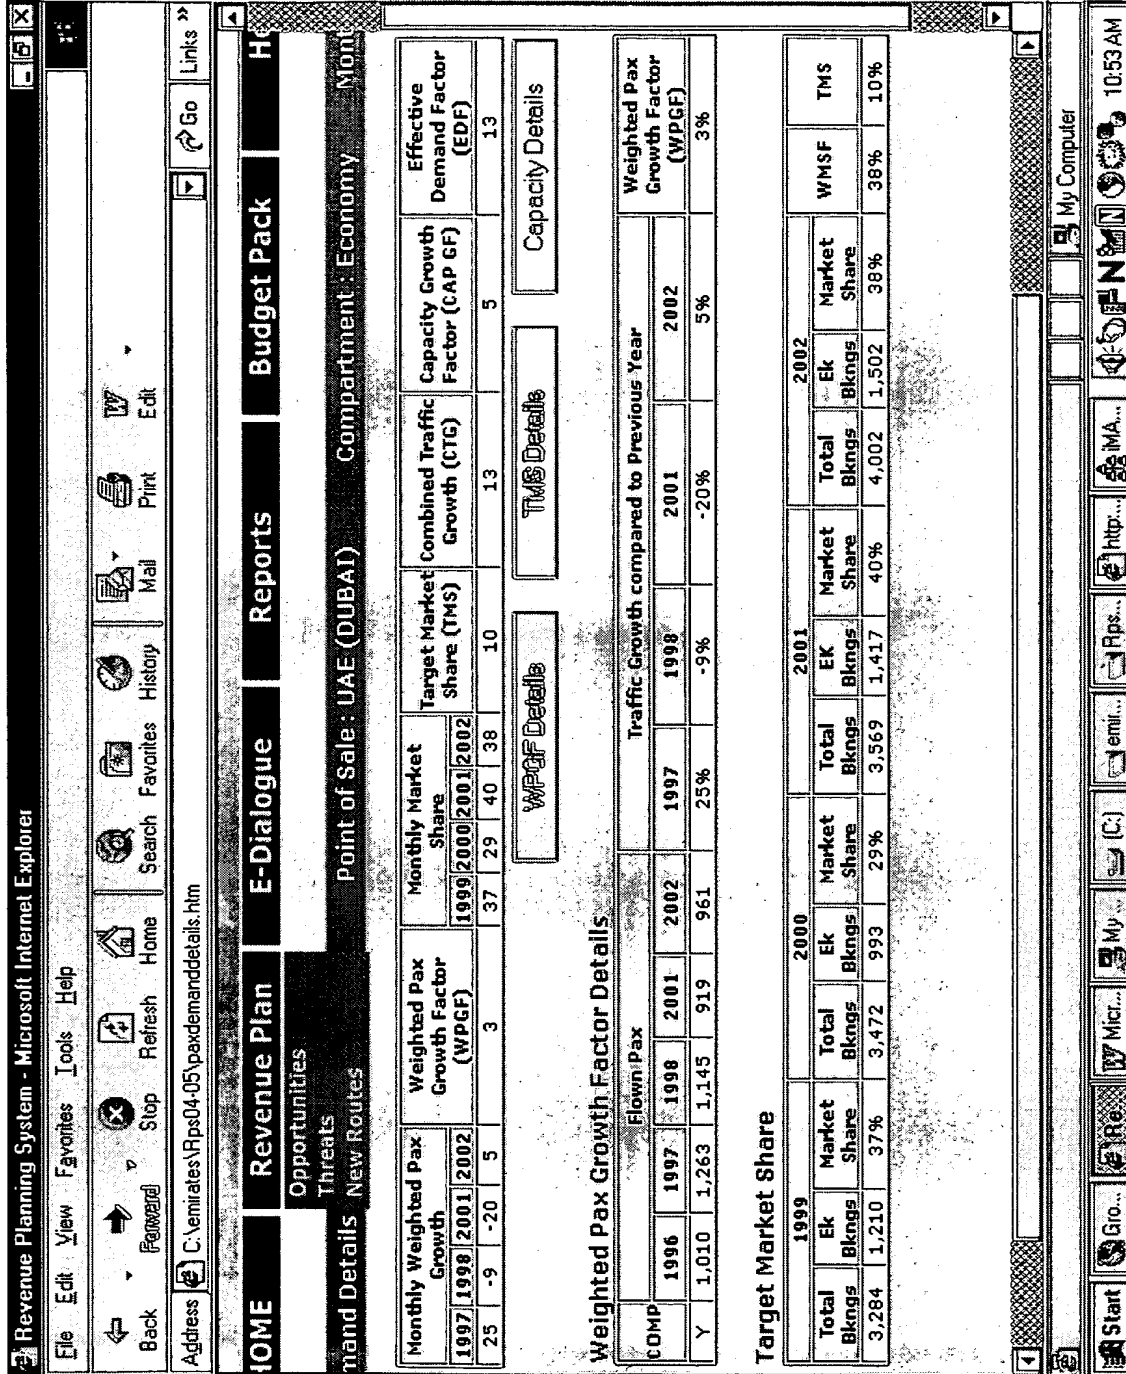 Revenue Planning System - Microsoft Internet Explorer
File Edit View Favorites Tools Help
Back Forward Stop Refresh Home Search Favorites History Mail Print Edit
Address C:\emirates\Rps04-05\paxdemanddetails.htm Go Links »
HOME Revenue Plan E-Dialogue Reports Budget Pack
Opportunities
Threats
New Routes
mand Details Point of Sale : UAE (DUBAI) Compartment : Economy Mont
Monthly Weighted Pax Growth Weighted Pax Growth Factor (WPGF) Monthly Market Share Target Market Share (TMS) Combined Traffic Growth (CTG) Capacity Growth Factor (CAP GF) Effective Demand Factor (EDF)
1997 1998 2001 2002 1999 2000 2001 2002
25 -9 -20 5 3 37 29 40 38 10 13 5 13
WPGF Details TMS Details Capacity Details
Weighted Pax Growth Factor Details
COMP Flown Pax Traffic Growth compared to Previous Year Weighted Pax Growth Factor (WPGF)
1996 1997 1998 2001 2002 1997 1998 2001 2002
Y 1,010 1,263 1,145 919 961 25% -9% -20% 5% 3%
Target Market Share
1999 2000 2001 2002 WMSF TMS
Total Bkngs Ek Bkngs Market Share Total Bkngs Ek Bkngs Market Share Total Bkngs EK Bkngs Market Share Total Bkngs Ek Bkngs Market Share
3,284 1,210 37% 3,472 993 29% 3,569 1,417 40% 4,002 1,502 38% 38% 10%
My Computer
Start Gro... Re... Micr... My ... (C:) emir... Rps... http:... iMA... 10:53 AM